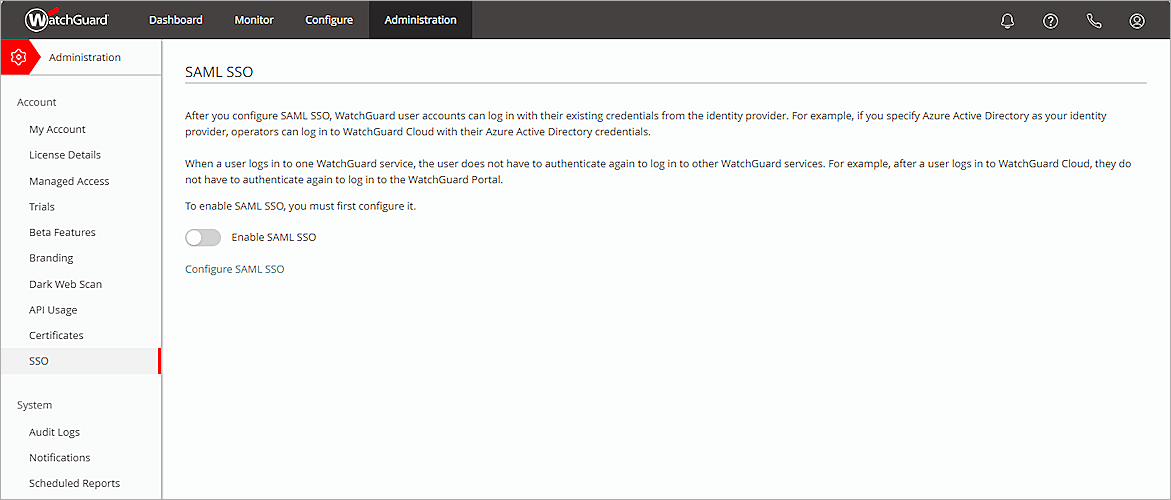 WatchGuard Dashboard Monitor Configure Administration
Administration
SAML SSO
Account
After you configure SAML SSO, WatchGuard user accounts can log in with their existing credentials from the identity provider. For example, if you specify Azure Active Directory as your identity
provider, operators can log in to WatchGuard Cloud with their Azure Active Directory credentials.
When a user logs in to one WatchGuard service, the user does not have to authenticate again to log in to other WatchGuard services. For example, after a user logs in to WatchGuard Cloud, they do
not have to authenticate again to log in to the WatchGuard Portal.
To enable SAML SSO, you must first configure it.
Enable SAML SSO
Configure SAML SSO
My Account
License Details
Managed Access
Trials
Beta Features
Branding
Dark Web Scan
API Usage
Certificates
SSO
System
Audit Logs
Notifications
Scheduled Reports